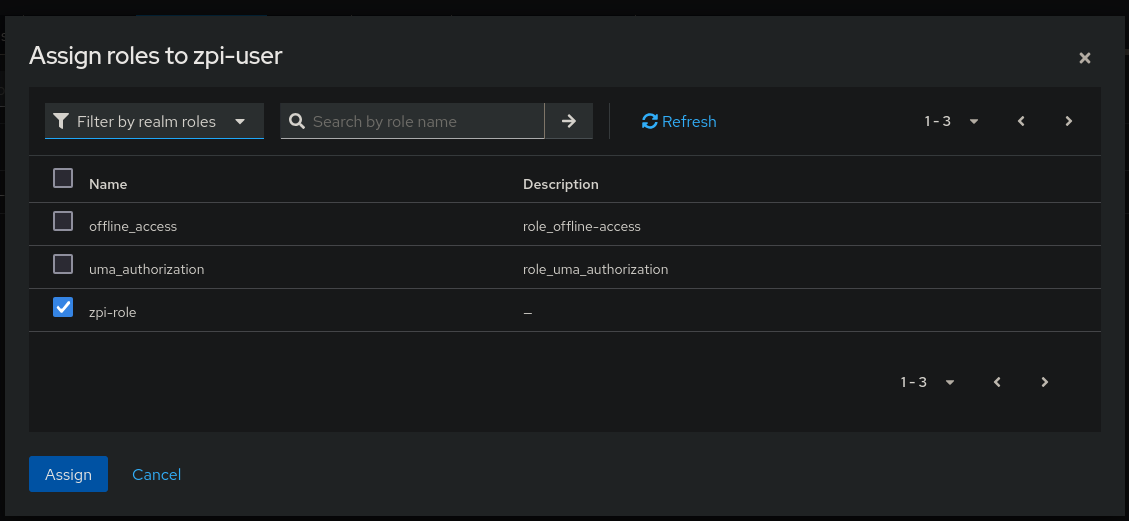 Assign roles to zpi-user
Filter by realm roles
Search by role name
Refresh
1 - 3
Name Description
offline_access role_offline-access
uma_authorization role_uma_authorization
zpi-role —
1 - 3
Assign Cancel